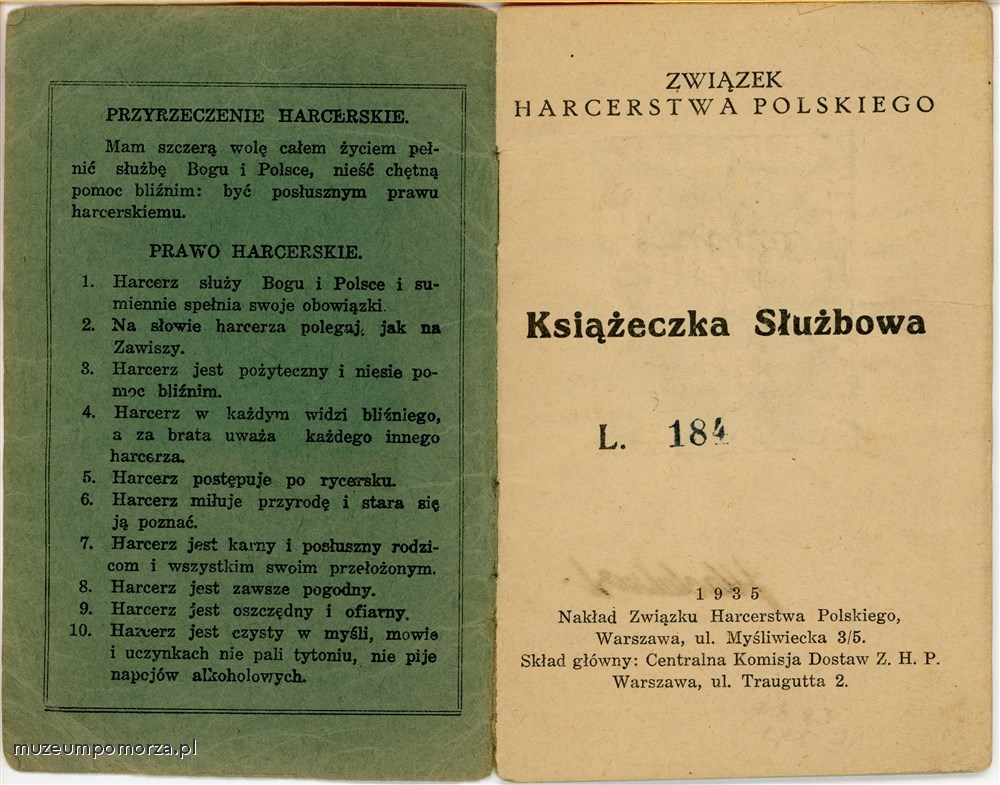 PRZYRZECZENIE HARCERSKIE.
Mam szczerą wolę całem życiem peł-
nić służbę Bogu i Polsce, nieść chętną
pomoc bliźnim: być posłusznym prawu
harcerskiemu.
PRAWO HARCERSKIE.
1. Harcerz służy Bogu i Polsce i su-
miennie spełnia swoje obowiązki.
2. Na słowie harcerza polegaj, jak na
Zawiszy.
3. Harcerz jest pożyteczny i niesie po-
moc bliźnim.
4. Harcerz w każdym widzi bliźniego,
a za brata uważa każdego innego
harcerza.
5. Harcerz postępuje po rycersku.
6. Harcerz miłuje przyrodę i stara się
ją poznać.
7. Harcerz jest karny i posłuszny rodzi-
com i wszystkim swoim przełożonym.
8. Harcerz jest zawsze pogodny.
9. Harcerz jest oszczędny i ofiarny.
10. Harcerz jest czysty w myśli, mowie
i uczynkach nie pali tytoniu, nie pije
napojów alkoholowych.
ZWIĄZEK
HARCERSTWA POLSKIEGO
Książeczka Służbowa
L. 184
1935
Nakład Związku Harcerstwa Polskiego,
Warszawa, ul. Myśliwiecka 3/5.
Skład główny: Centralna Komisja Dostaw Z. H. P.
Warszawa, ul. Traugutta 2.
muzeumpomorza.pl